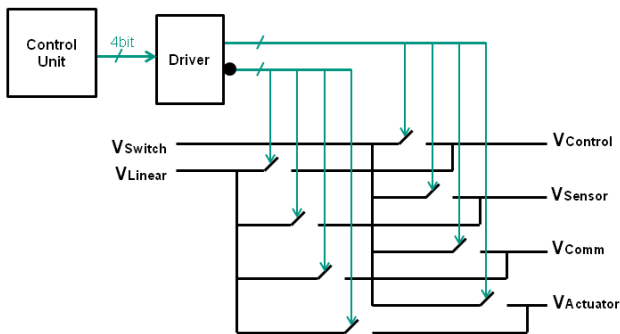 Control
Unit
4bit
Driver
VSwitch
VLinear
VControl
VSensor
VComm
VActuator